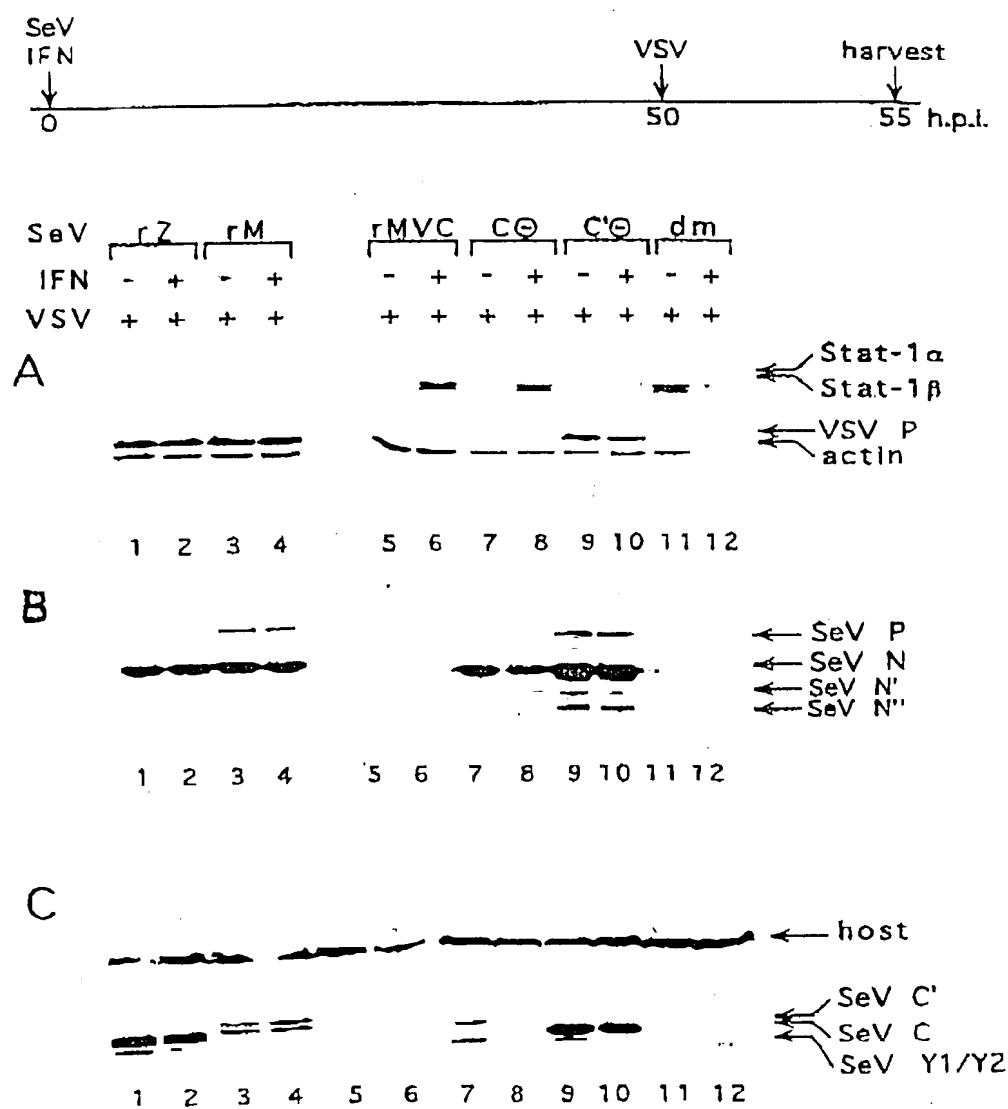 SeV
IFN
VSV
harvest
0
50
55 h.p.i.
SeV rZ rM rMVC C⊖ C'⊖ dm
IFN - + - + - + - + - + - +
VSV + + + + + + + + + + + +
A
Stat-1α
Stat-1β
VSV P
actin
1 2 3 4 5 6 7 8 9 10 11 12
B
SeV P
SeV N
SeV N'
SeV N''
1 2 3 4 5 6 7 8 9 10 11 12
C
host
SeV C'
SeV C
SeV Y1/Y2
1 2 3 4 5 6 7 8 9 10 11 12